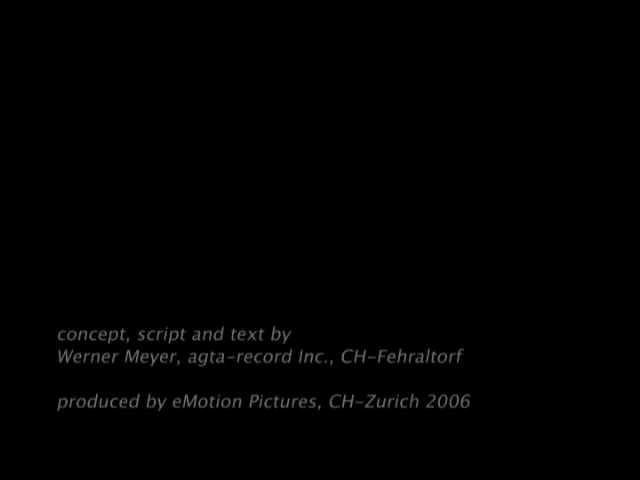 concept, script and text by
Werner Meyer, agta-record Inc., CH-Fehraltorf
produced by eMotion Pictures, CH-Zurich 2006